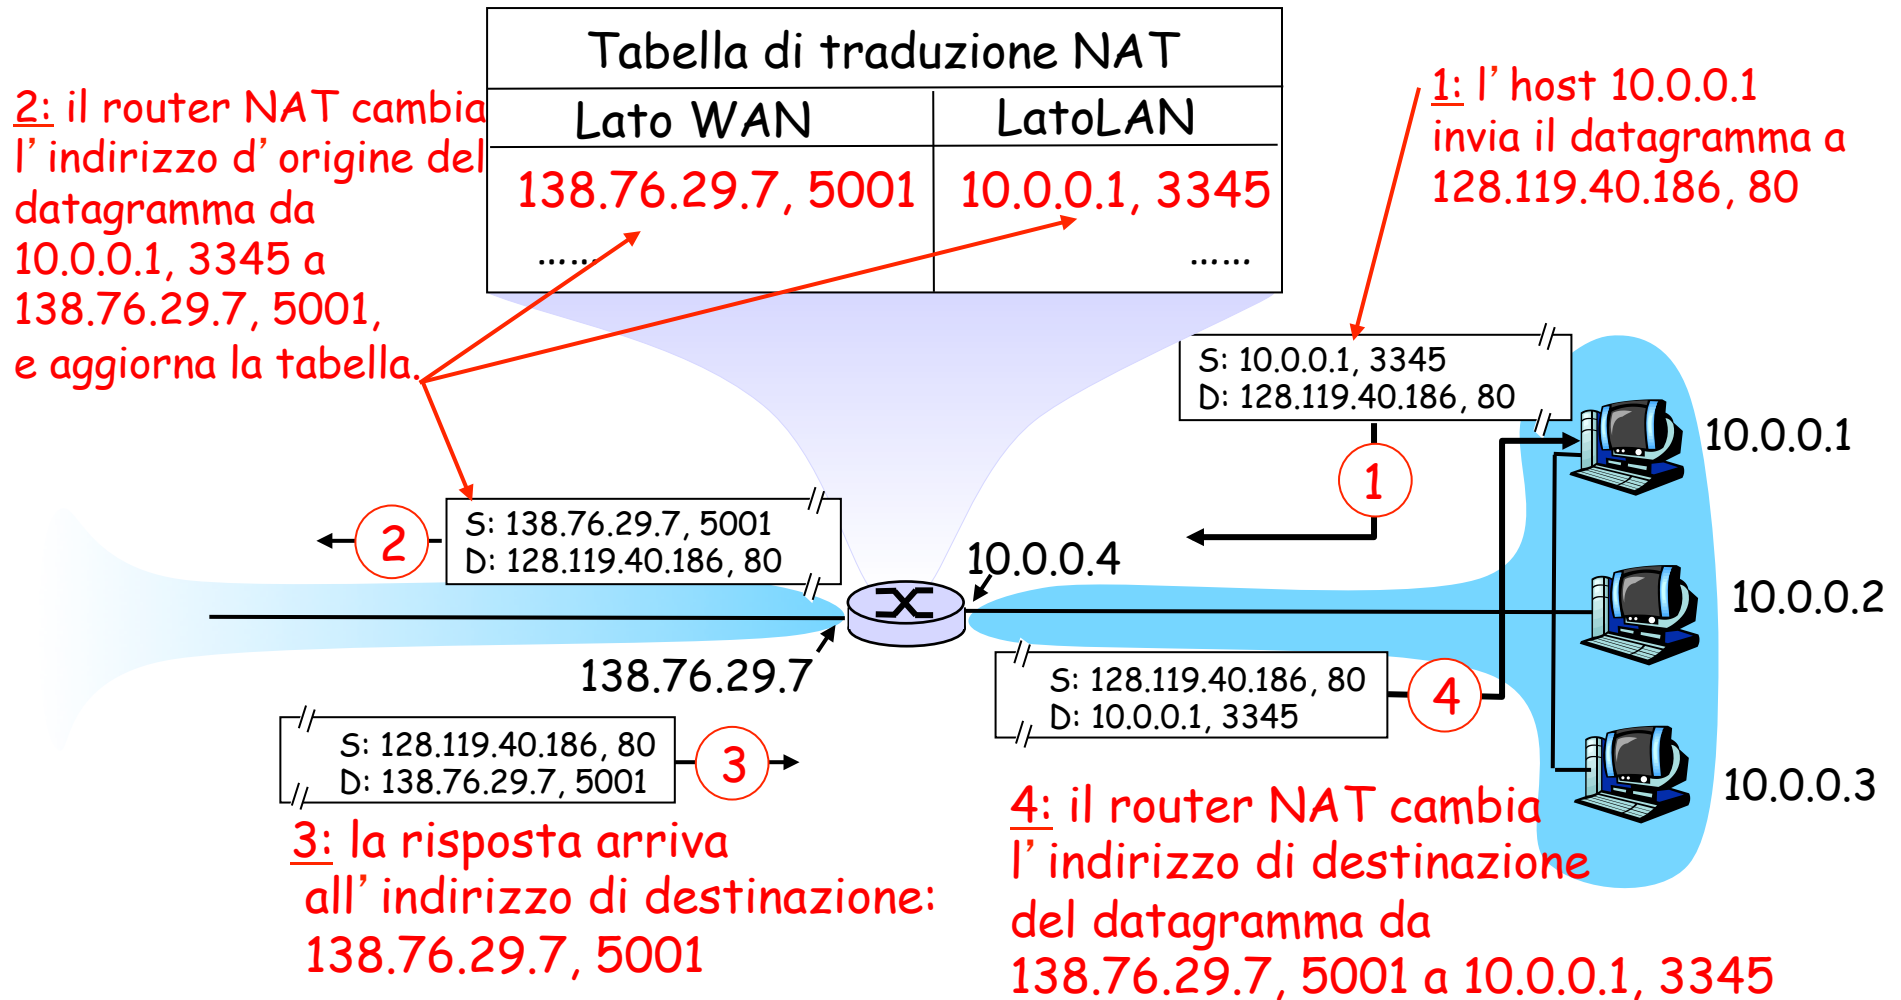 Tabella di traduzione NAT
Lato WAN
LatoLAN
138.76.29.7, 5001
10.0.0.1, 3345
......
......
2: il router NAT cambia
l’indirizzo d’origine del
datagramma da
10.0.0.1, 3345 a
138.76.29.7, 5001,
e aggiorna la tabella.
1: l’host 10.0.0.1
invia il datagramma a
128.119.40.186, 80
S: 10.0.0.1, 3345
D: 128.119.40.186, 80
1
10.0.0.1
S: 138.76.29.7, 5001
D: 128.119.40.186, 80
2
10.0.0.4
10.0.0.2
138.76.29.7
S: 128.119.40.186, 80
D: 10.0.0.1, 3345
4
S: 128.119.40.186, 80
D: 138.76.29.7, 5001
3
10.0.0.3
3: la risposta arriva
all’indirizzo di destinazione:
138.76.29.7, 5001
4: il router NAT cambia
l’indirizzo di destinazione
del datagramma da
138.76.29.7, 5001 a 10.0.0.1, 3345